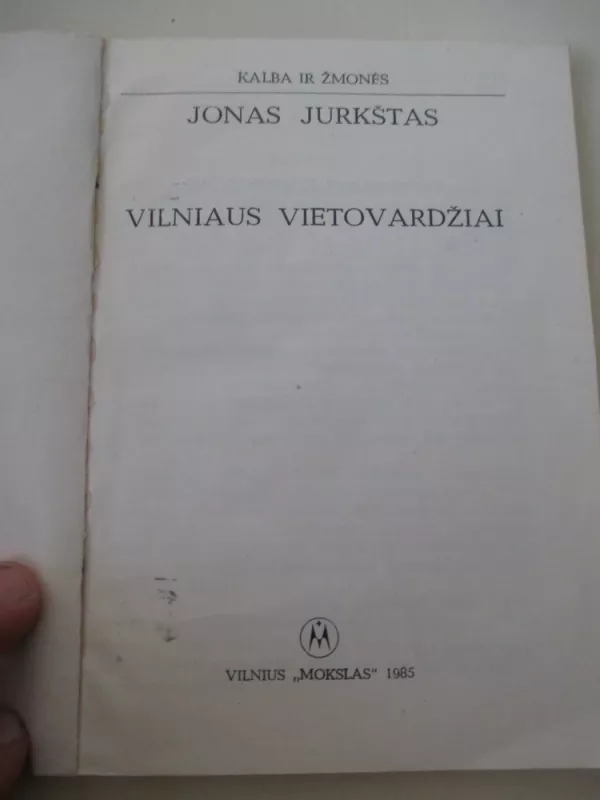 KALBA IR ŽMONĖS
JONAS JURKŠTAS
VILNIAUS VIETOVARDŽIAI
VILNIUS „MOKSLAS“ 1985